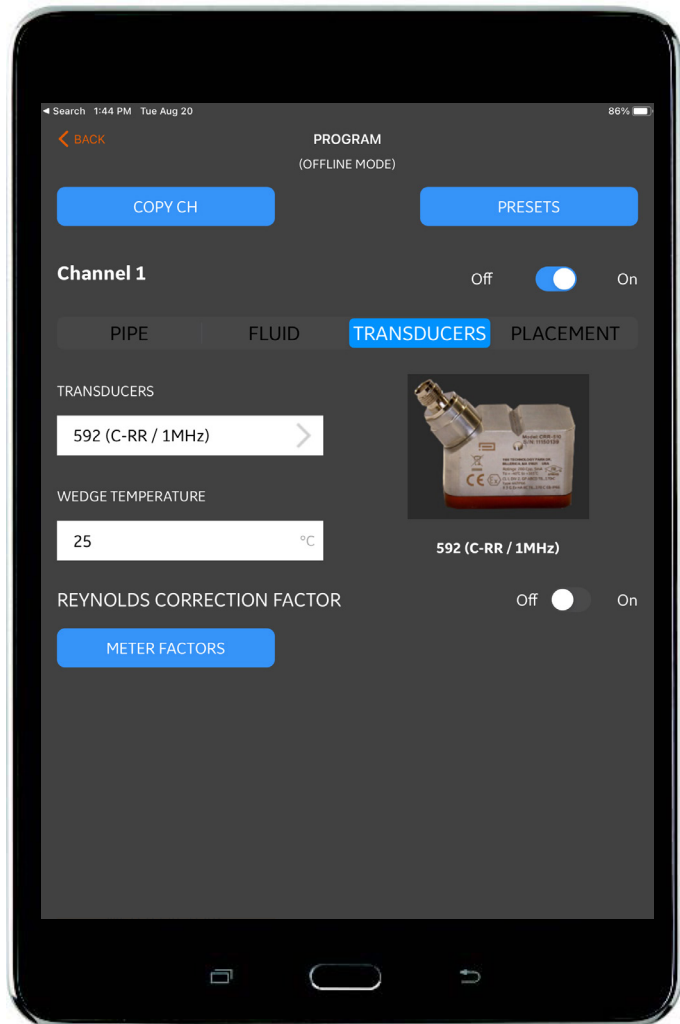 Search 1:44 PM Tue Aug 20 86%
BACK
PROGRAM
(OFFLINE MODE)
COPY CH PRESETS
Channel 1 Off On
PIPE FLUID TRANSDUCERS PLACEMENT
TRANSDUCERS
592 (C-RR / 1MHz)
WEDGE TEMPERATURE
25 °C
592 (C-RR / 1MHz)
REYNOLDS CORRECTION FACTOR Off On
METER FACTORS